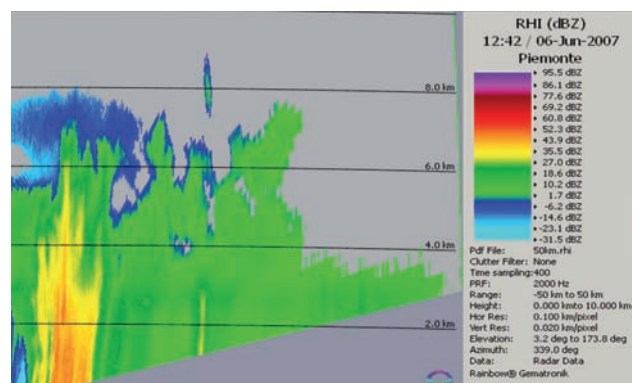 8.0 km
6.0 km
4.0 km
2.0 km
RHI (dBZ)
12:42 / 06-Jun-2007
Piemonte
95.5 dBZ
86.1 dBZ
77.6 dBZ
69.2 dBZ
60.8 dBZ
52.3 dBZ
43.9 dBZ
35.5 dBZ
27.0 dBZ
18.6 dBZ
10.2 dBZ
1.7 dBZ
-6.2 dBZ
-14.6 dBZ
-23.1 dBZ
-31.5 dBZ
Pdf File: 50km.rhi
Clutter Filter: None
Time sampling:400
PRF: 2000 Hz
Range: -50 km to 50 km
Height: 0.000 kmto 10.000 km
Hor Res: 0.100 km/pixel
Vert Res: 0.020 km/pixel
Elevation: 3.2 deg to 173.8 deg
Azimuth: 339.0 deg
Data: Radar Data
Rainbow® Gematronik